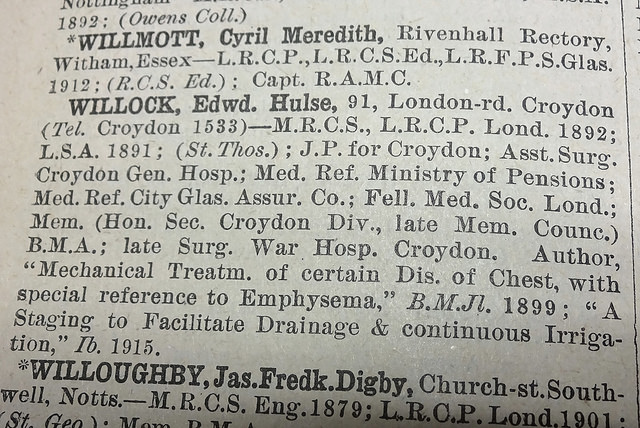 1892; (Owens Coll.)
*WILLMOTT, Cyril Meredith, Rivenhall Rectory,
Witham, Essex—L.R.C.P., L.R.C.S.Ed., L.R.F.P.S.Glas.
1912; (R.C.S. Ed.); Capt. R.A.M.C.
WILLOCK, Edwd. Hulse, 91, London-rd. Croydon
(Tel. Croydon 1533)—M.R.C.S., L.R.C.P. Lond. 1892;
L.S.A. 1891; (St. Thos.); J.P. for Croydon; Asst. Surg.
Croydon Gen. Hosp.; Med. Ref. Ministry of Pensions;
Med. Ref. City Glas. Assur. Co.; Fell. Med. Soc. Lond.;
Mem. (Hon. Sec. Croydon Div., late Mem. Counc.)
B.M.A.; late Surg. War Hosp. Croydon. Author,
“Mechanical Treatm. of certain Dis. of Chest, with
special reference to Emphysema,” B.M.Jl. 1899; “A
Staging to Facilitate Drainage & continuous Irriga-
tion,” Ib. 1915.
*WILLOUGHBY, Jas. Fredk. Digby, Church-st. South-
well, Notts.—M.R.C.S. Eng. 1879; L.R.C.P. Lond. 1901;
(St. Geo.); Mem. B.M.A.